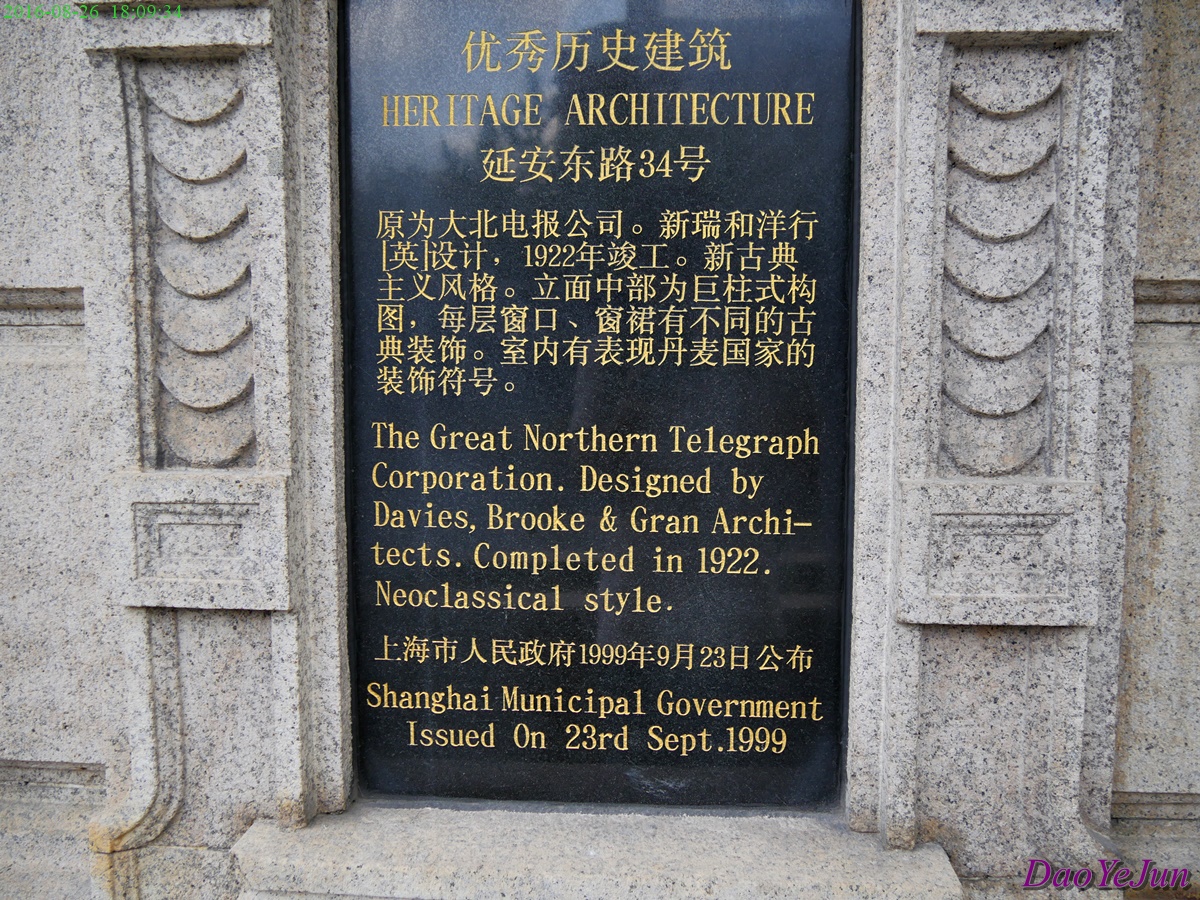 2016-08-26 18:09:34
优秀历史建筑
HERITAGE ARCHITECTURE
延安东路34号
原为大北电报公司。新瑞和洋行
[英]设计，1922年竣工。新古典
主义风格。立面中部为巨柱式构
图，每层窗口、窗裙有不同的古
典装饰。室内有表现丹麦国家的
装饰符号。
The Great Northern Telegraph
Corporation. Designed by
Davies, Brooke & Gran Archi-
tects. Completed in 1922.
Neoclassical style.
上海市人民政府1999年9月23日公布
Shanghai Municipal Government
Issued On 23rd Sept.1999
DaoYeJun